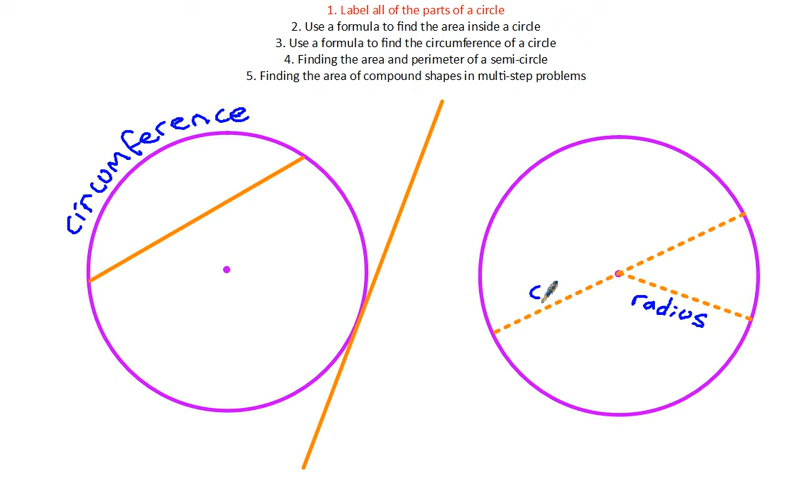 1. Label all of the parts of a circle
2. Use a formula to find the area inside a circle
3. Use a formula to find the circumference of a circle
4. Finding the area and perimeter of a semi-circle
5. Finding the area of compound shapes in multi-step problems
circumference
c
radius